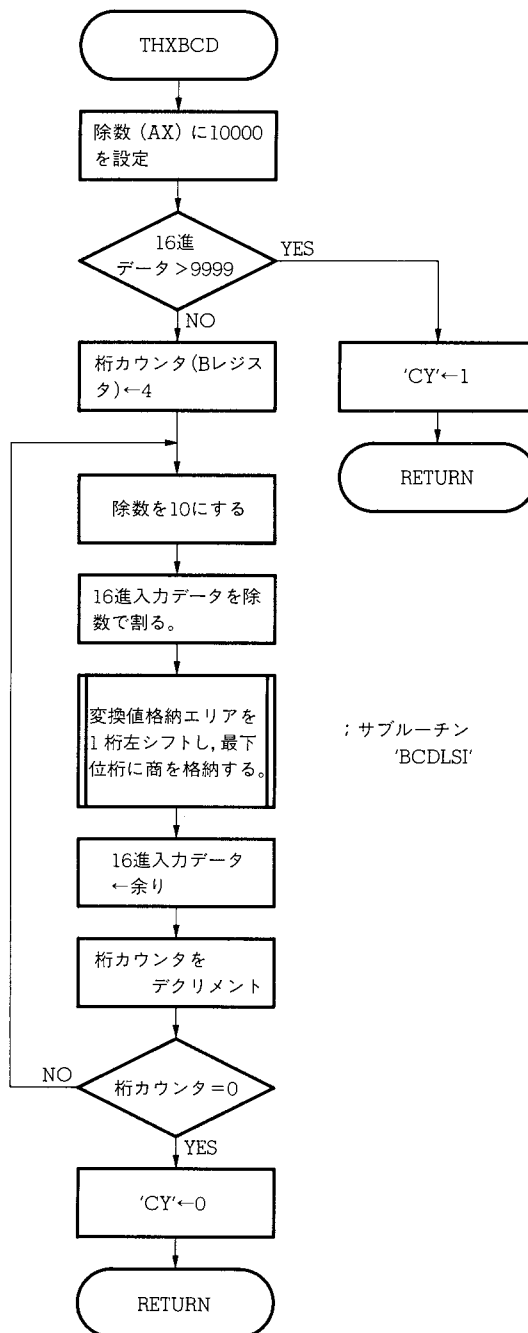 THXBCD
除数（AX）に10000
を設定
16進
データ＞9999
YES
NO
桁カウンタ(Bレジス
タ)←4
'CY'←1
RETURN
除数を10にする
16進入力データを除
数で割る。
変換値格納エリアを
1桁左シフトし,最下
位桁に商を格納する。
；サブルーチン
'BCDLSI'
16進入力データ
←余り
桁カウンタを
デクリメント
NO
桁カウンタ＝0
YES
'CY'←0
RETURN